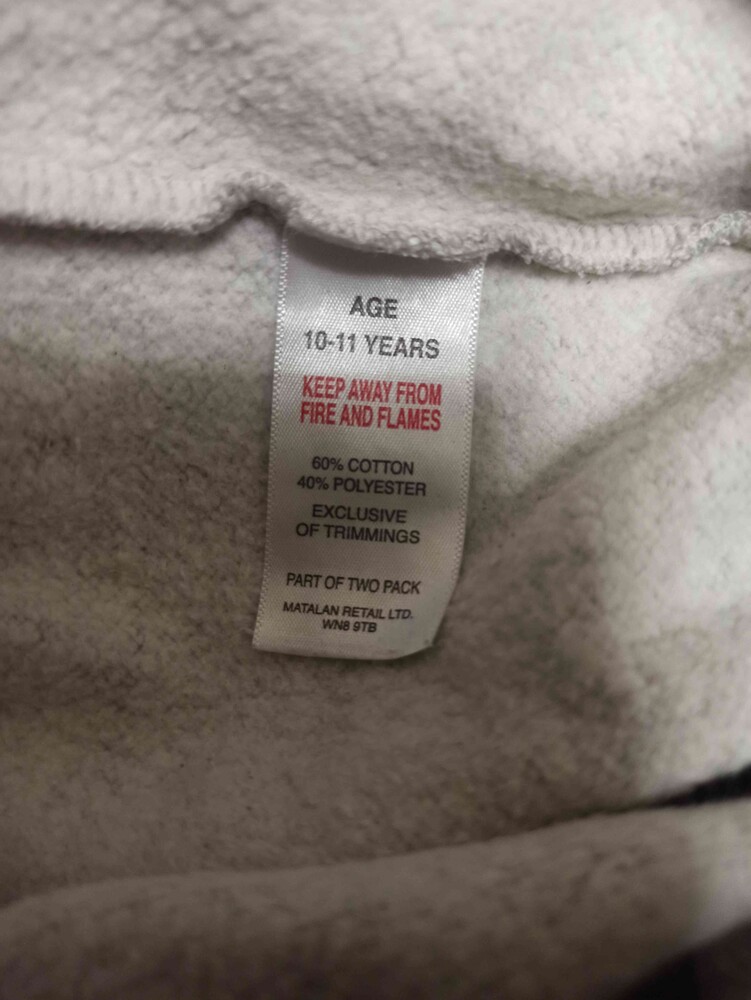 AGE
10-11 YEARS
KEEP AWAY FROM
FIRE AND FLAMES
60% COTTON
40% POLYESTER
EXCLUSIVE
OF TRIMMINGS
PART OF TWO PACK
MATALAN RETAIL LTD.
WN8 9TB